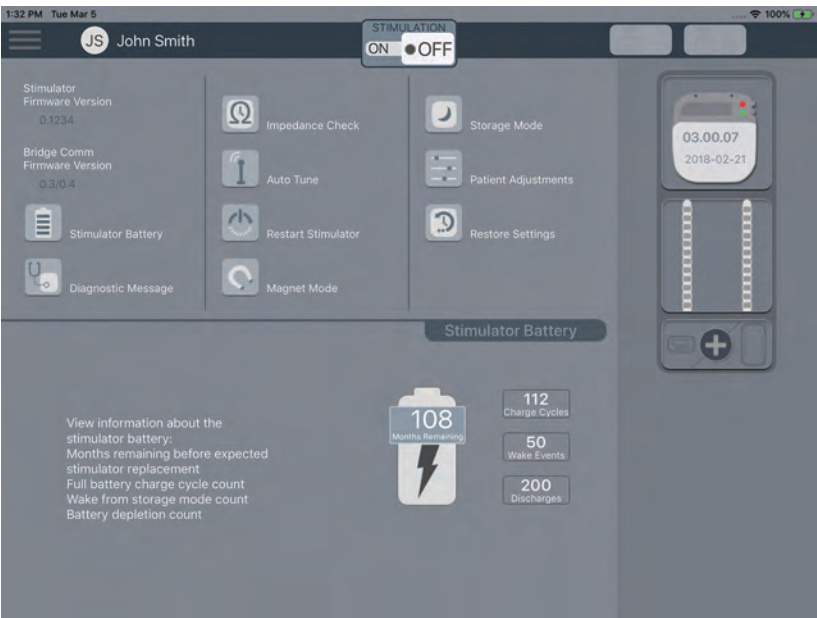 1:32 PM Tue Mar 5
100%
JS John Smith
STIMULATION
ON OFF
Stimulator
Firmware Version
0.1234
Bridge Comm
Firmware Version
0.3/0.4
Stimulator Battery
Diagnostic Message
Impedance Check
Auto Tune
Restart Stimulator
Magnet Mode
Storage Mode
Patient Adjustments
Restore Settings
03.00.07
2018-02-21
Stimulator Battery
View information about the
stimulator battery:
Months remaining before expected
stimulator replacement
Full battery charge cycle count
Wake from storage mode count
Battery depletion count
108
Months Remaining
112
Charge Cycles
50
Wake Events
200
Discharges